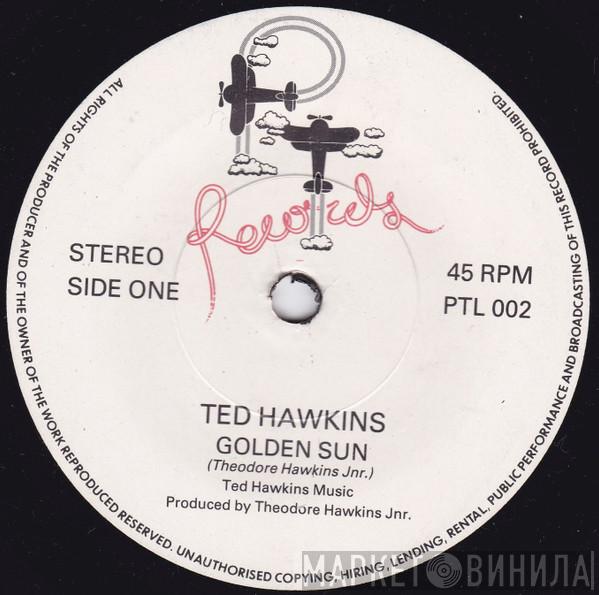 Records
STEREO
SIDE ONE
45 RPM
PTL 002
TED HAWKINS
GOLDEN SUN
(Theodore Hawkins Jnr.)
Ted Hawkins Music
Produced by Theodore Hawkins Jnr.
ALL RIGHTS OF THE PRODUCER AND OF THE OWNER OF THE WORK REPRODUCED RESERVED. UNAUTHORISED COPYING, HIRING, LENDING, RENTAL, PUBLIC PERFORMANCE AND BROADCASTING OF THIS RECORD PROHIBITED.
МАРКЕТ ВИНИЛА